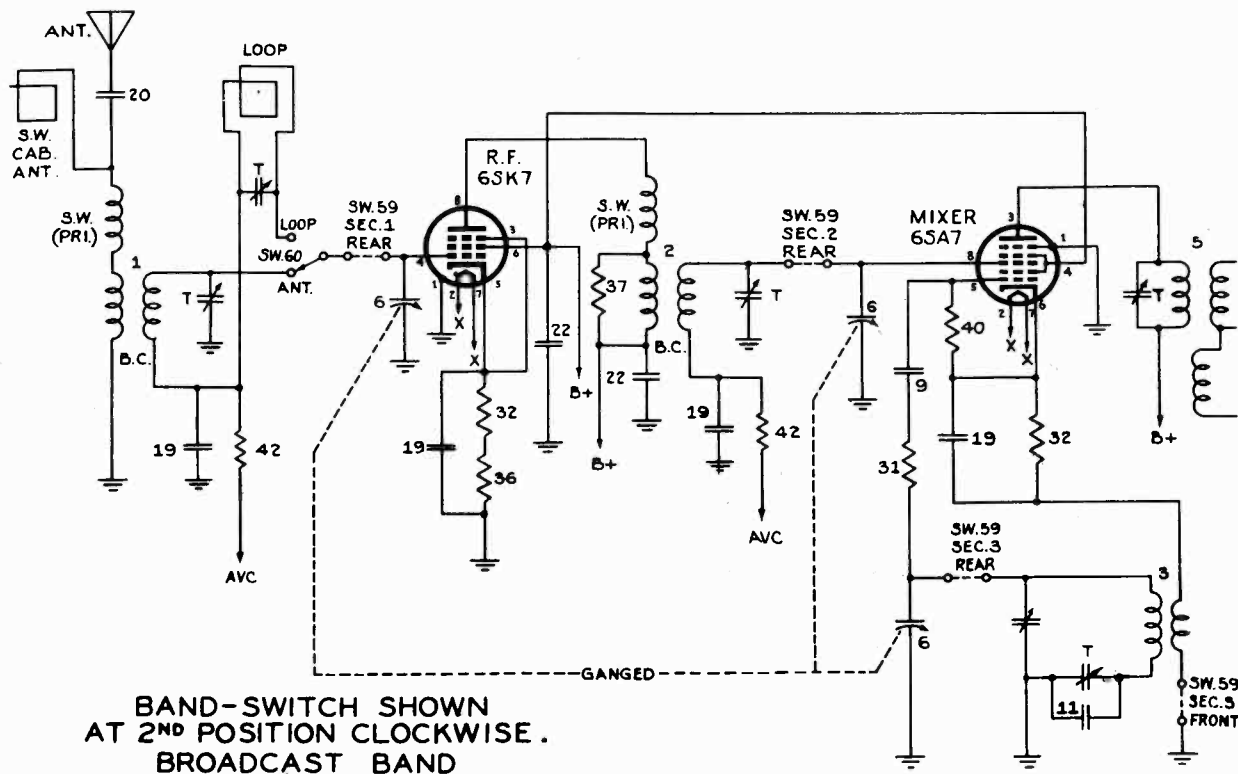 ANT.
LOOP
20
S.W.
CAB.
ANT.
T
R.F.
6SK7
S.W.
(PRI.)
S.W.
(PRI.)
SW.59
SEC.1
REAR
LOOP
SW.60
ANT.
8
3
6
4
1
2
7
5
X
X
SW.59
SEC.2
REAR
MIXER
6SA7
3
1
8
4
5
2
7
6
X
X
5
1
T
B.C.
6
2
37
T
B.C.
6
40
T
22
B+
22
9
19
42
19
32
36
B+
19
42
19
32
31
B+
AVC
AVC
SW.59
SEC.3
REAR
3
6
T
11
GANGED
SW.59
SEC.5
FRONT
BAND-SWITCH SHOWN
AT 2ND POSITION CLOCKWISE.
BROADCAST BAND